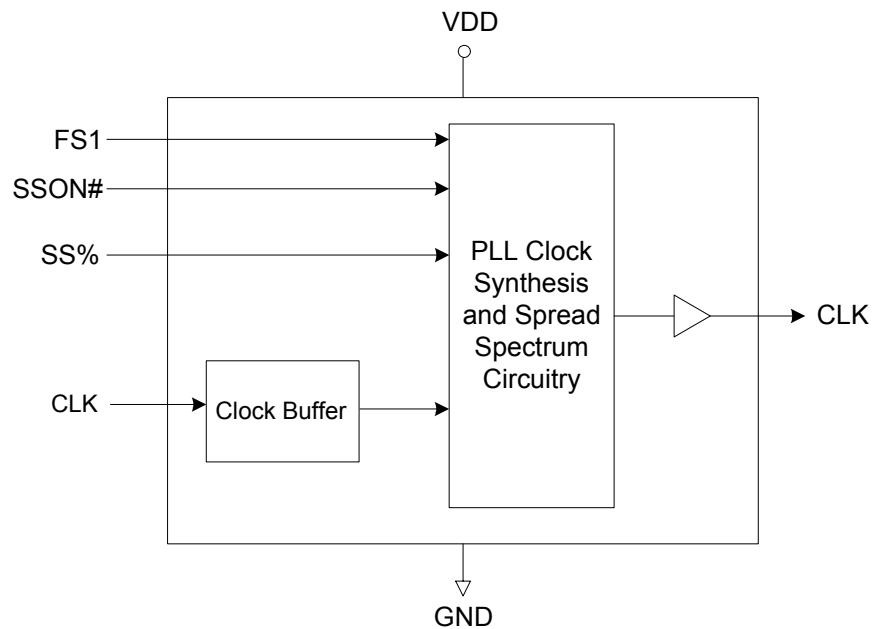 VDD
FS1
SSON#
SS%
PLL Clock
Synthesis
and Spread
Spectrum
Circuitry
CLK
CLK
Clock Buffer
GND